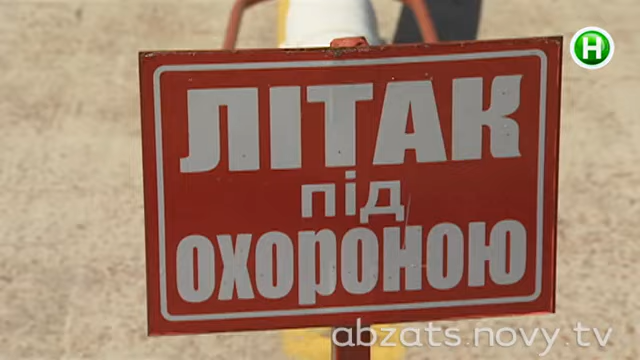 Н
ЛІТАК
під
охороною
abzats.novy.tv